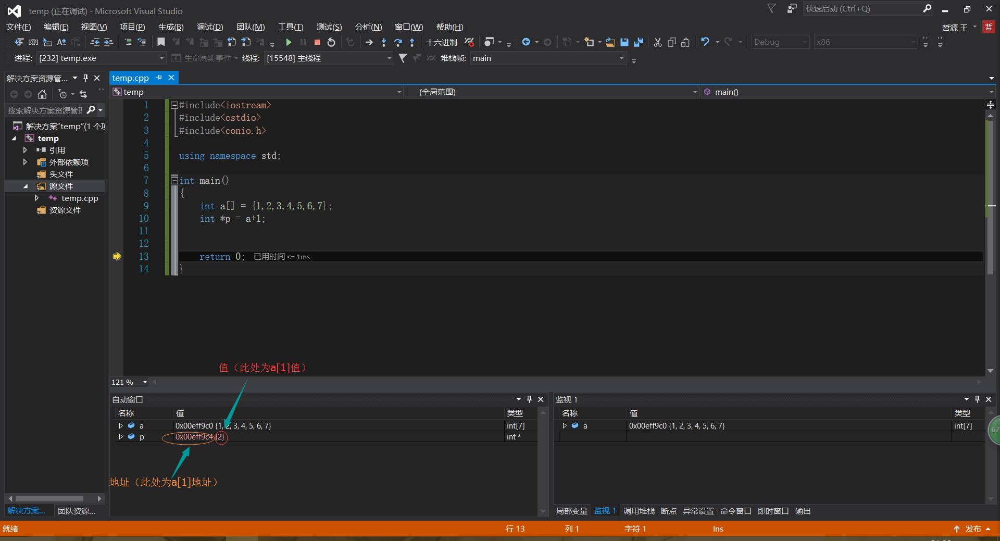 temp (正在调试) - Microsoft Visual Studio
快速启动 (Ctrl+Q)
文件(F) 编辑(E) 视图(V) 项目(P) 生成(B) 调试(D) 团队(M) 工具(T) 测试(S) 分析(N) 窗口(W) 帮助(H)
哲源 王 哲
十六进制 Debug x86
进程: [232] temp.exe 生命周期事件 线程: [15548] 主线程 堆栈帧: main
解决方案资源管...
temp.cpp
temp (全局范围) main()
搜索解决方案资源管理
解决方案"temp"(1 个项
temp
引用
外部依赖项
头文件
源文件
temp.cpp
资源文件
1 #include<iostream>
2 #include<cstdio>
3 #include<conio.h>
4
5 using namespace std;
6
7 int main()
8 {
9 int a[] = {1,2,3,4,5,6,7};
10 int *p = a+1;
11
12
13 return 0; 已用时间 <= 1ms
14 }
值（此处为a[1]值）
121 %
自动窗口
名称 值 类型
a 0x00eff9c0 {1, 2, 3, 4, 5, 6, 7} int[7]
p 0x00eff9c4 {2} int *
地址（此处为a[1]地址）
监视 1
名称 值 类型
a 0x00eff9c0 {1, 2, 3, 4, 5, 6, 7} int[7]
67
解决方案... 团队资源...
局部变量 监视 1 调用堆栈 断点 异常设置 命令窗口 即时窗口 输出
就绪 行 13 列 1 字符 1 Ins 发布